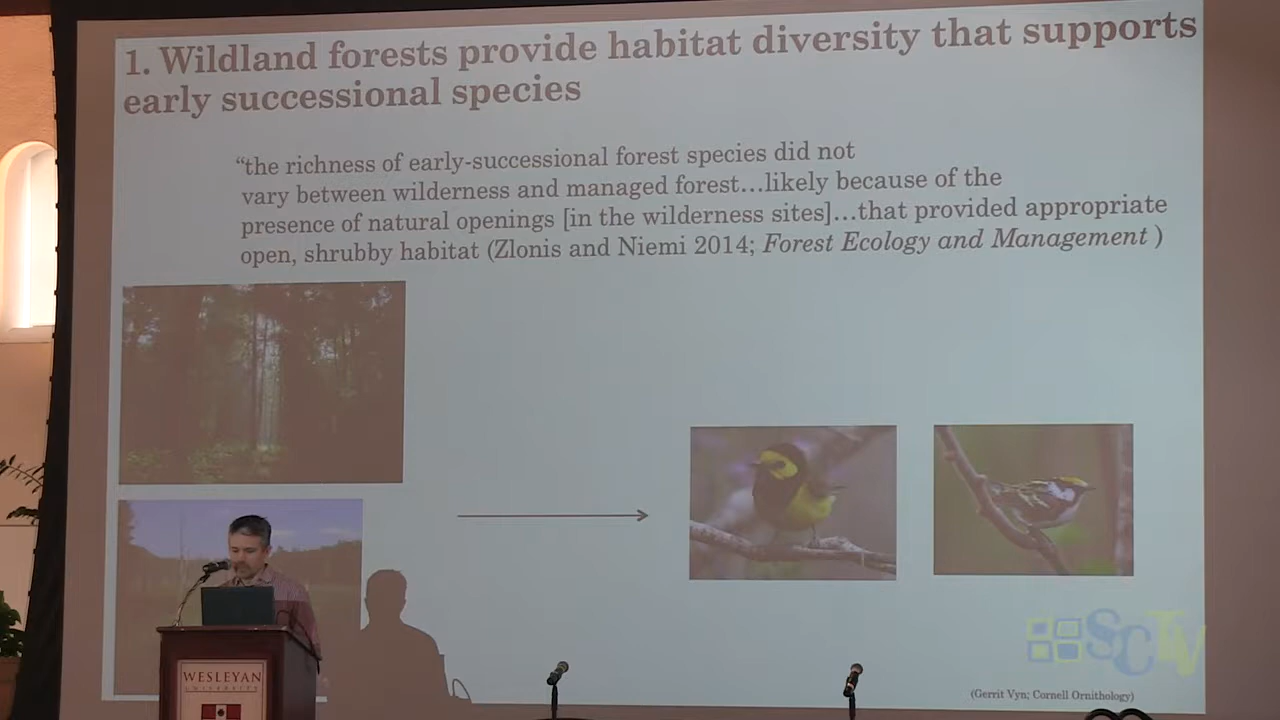 1. Wildland forests provide habitat diversity that supports
early successional species
“the richness of early-successional forest species did not
vary between wilderness and managed forest…likely because of the
presence of natural openings [in the wilderness sites]…that provided appropriate
open, shrubby habitat (Zlonis and Niemi 2014; Forest Ecology and Management )
WESLEYAN
UNIVERSITY
SCTV
(Gerrit Vyn; Cornell Ornithology)